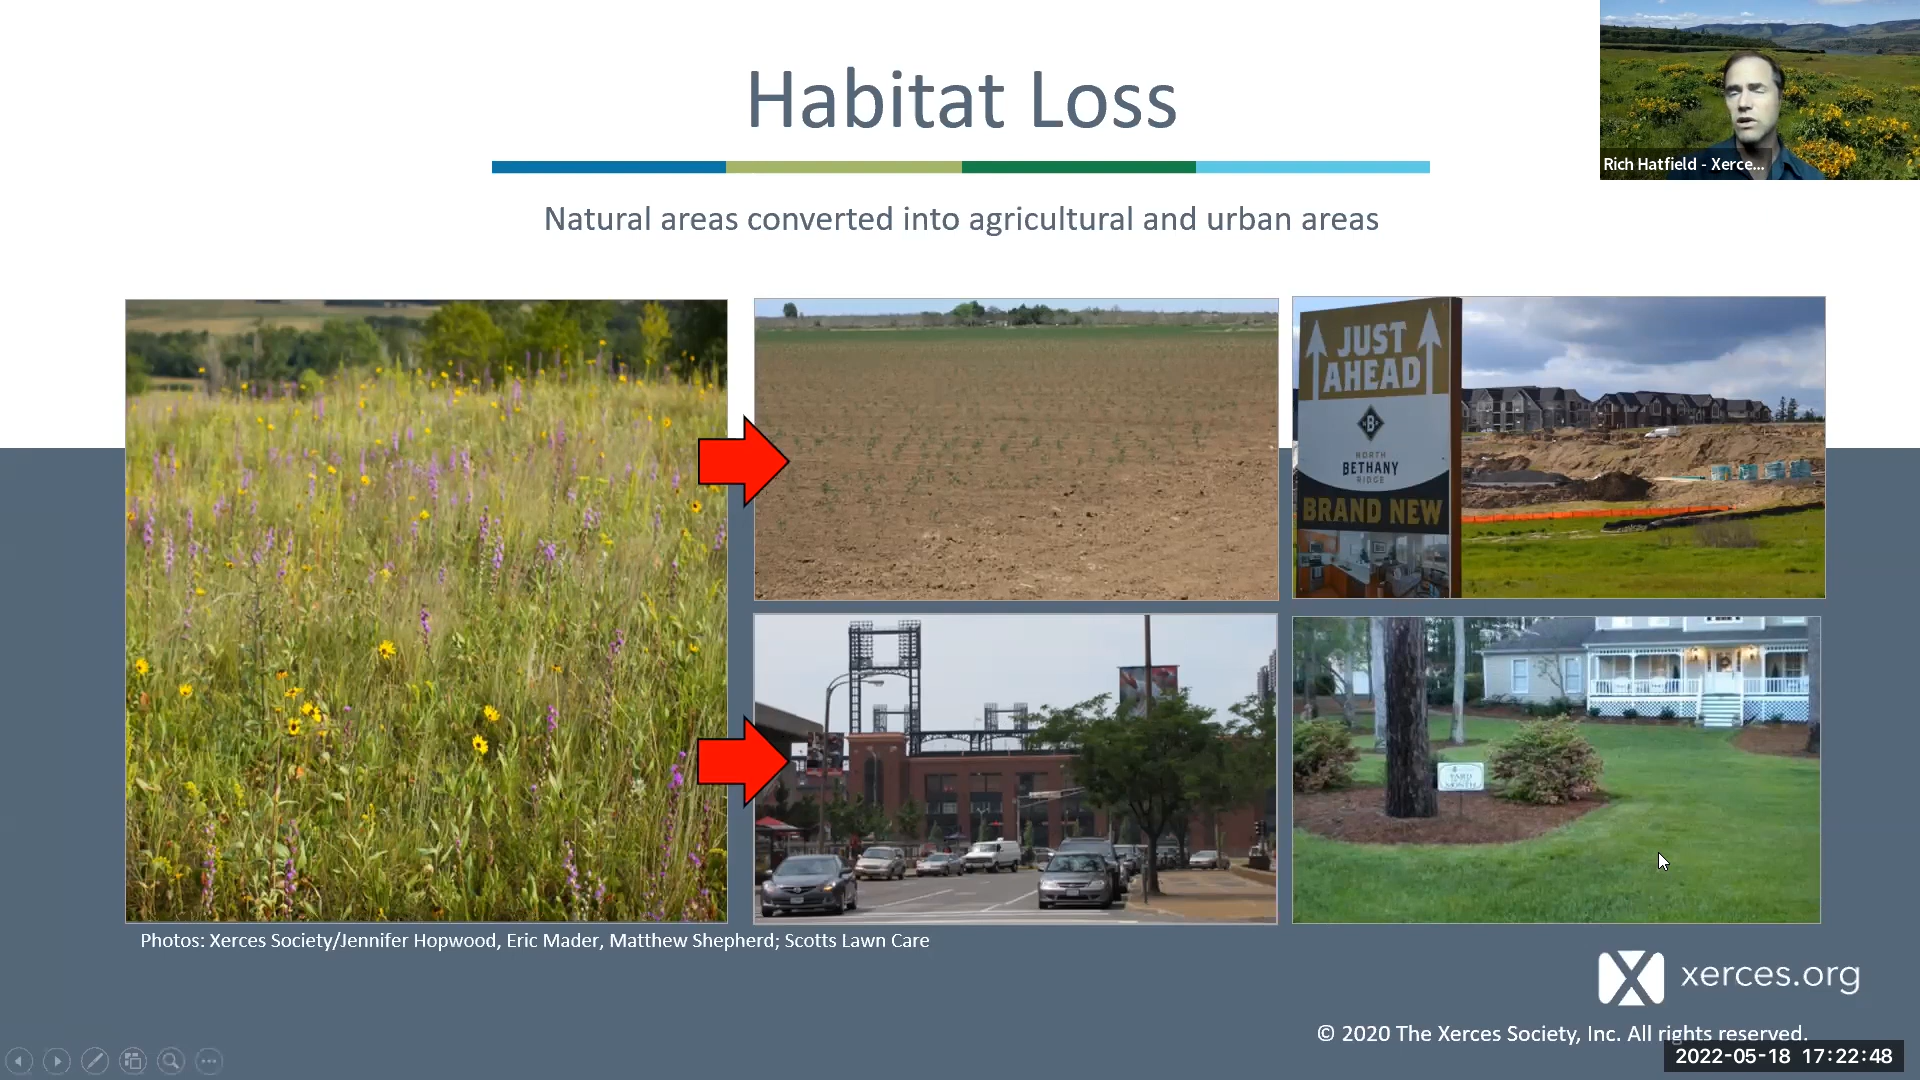 Habitat Loss
Rich Hatfield - Xerce...
Natural areas converted into agricultural and urban areas
JUST
AHEAD
B
NORTH
BETHANY
RIDGE
BRAND NEW
YARD
MONTH
Photos: Xerces Society/Jennifer Hopwood, Eric Mader, Matthew Shepherd; Scotts Lawn Care
xerces.org
© 2020 The Xerces Society, Inc. All rights reserved.
2022-05-18 17:22:48